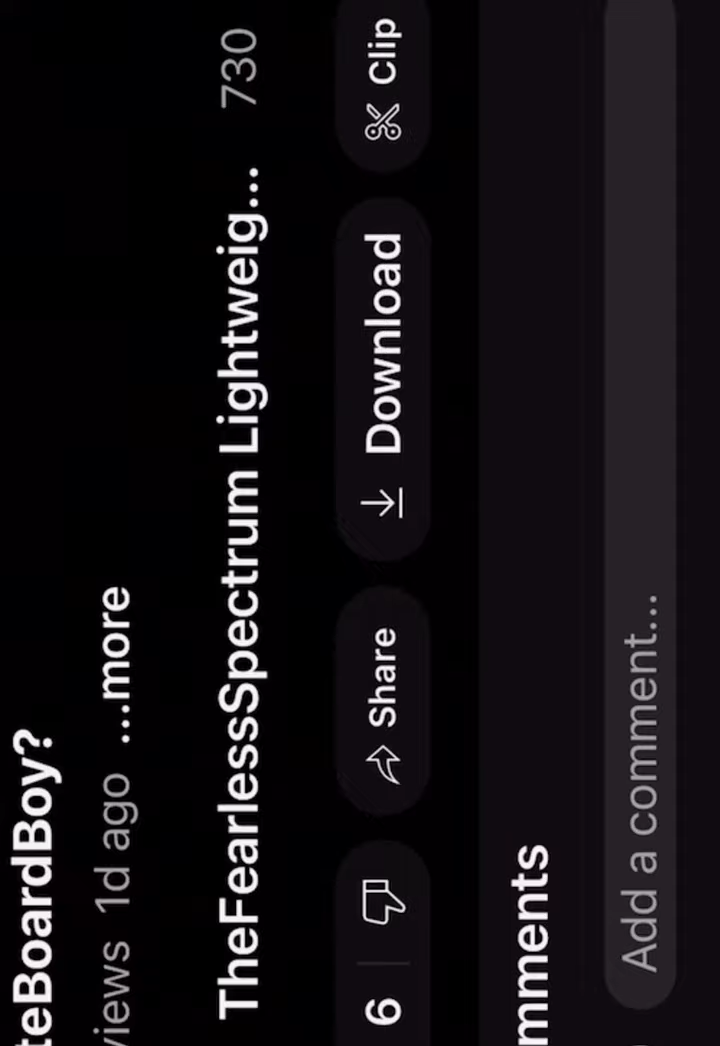 teBoardBoy?
views 1d ago ...more
TheFearlessSpectrum Lightweig... 730
6 Share Download Clip
mments
Add a comment...